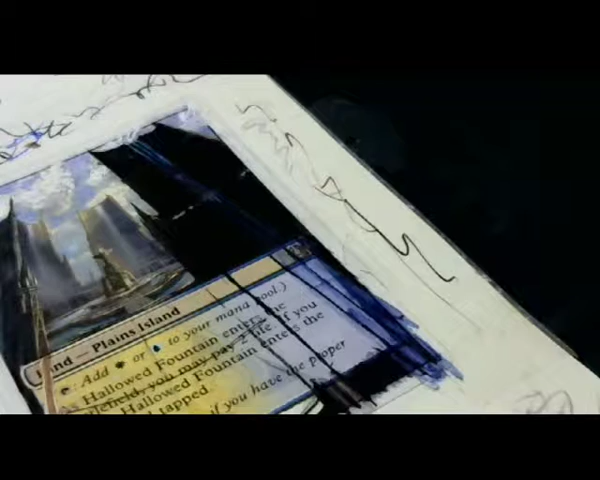 Land — Plains Island
: Add or to your mana pool.)
As Hallowed Fountain enters the
battlefield, you may pay 2 life. If you
Hallowed Fountain enters the
tapped
if you have the proper